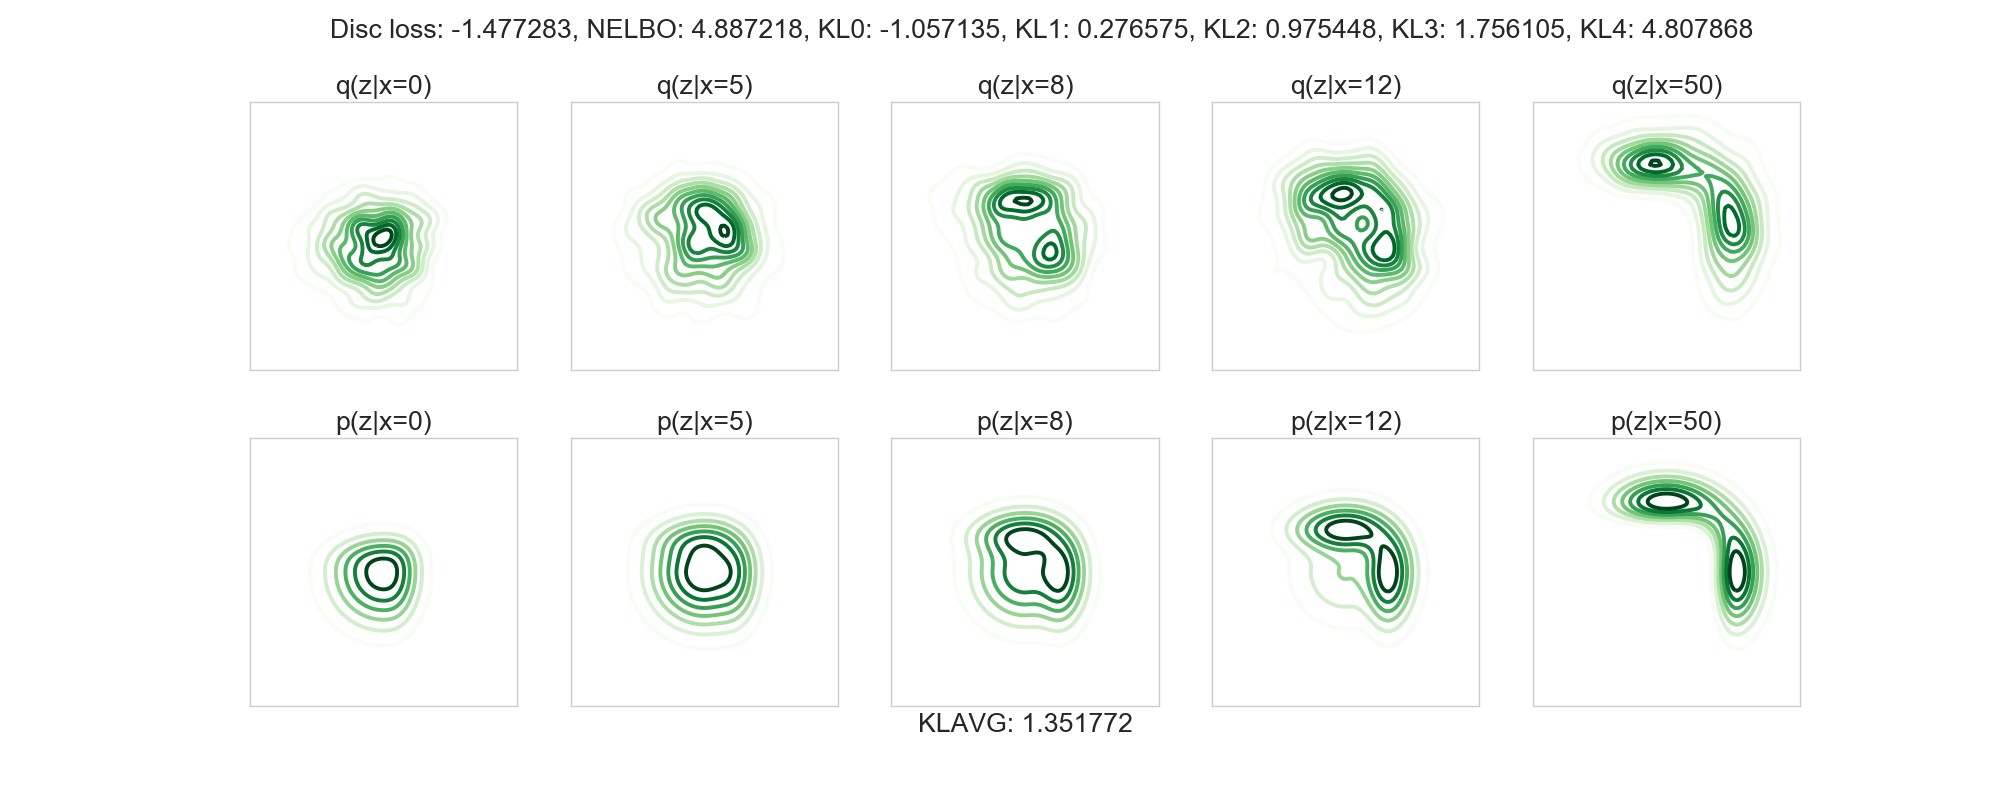 Disc loss: -1.477283, NELBO: 4.887218, KL0: -1.057135, KL1: 0.276575, KL2: 0.975448, KL3: 1.756105, KL4: 4.807868
q(z|x=0) q(z|x=5) q(z|x=8) q(z|x=12) q(z|x=50)
p(z|x=0) p(z|x=5) p(z|x=8) p(z|x=12) p(z|x=50)
KLAVG: 1.351772